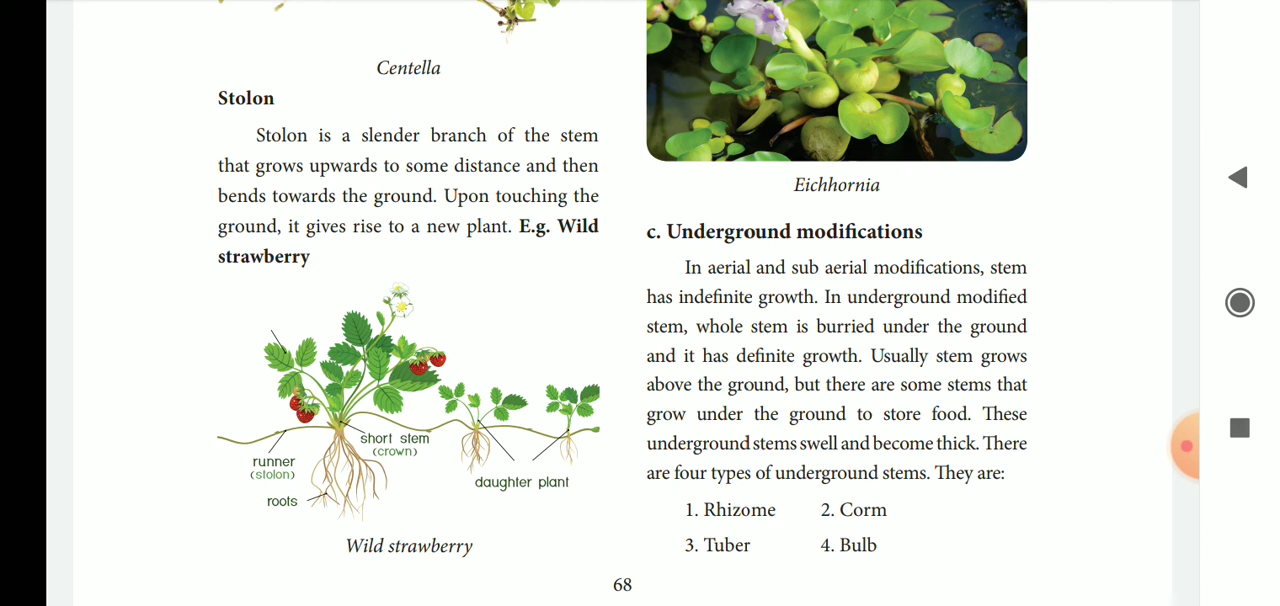 Centella
Stolon
Stolon is a slender branch of the stem
that grows upwards to some distance and then
bends towards the ground. Upon touching the
ground, it gives rise to a new plant. E.g. Wild
strawberry
short stem
(crown)
runner
(stolon)
roots
daughter plant
Wild strawberry
Eichhornia
c. Underground modifications
In aerial and sub aerial modifications, stem
has indefinite growth. In underground modified
stem, whole stem is burried under the ground
and it has definite growth. Usually stem grows
above the ground, but there are some stems that
grow under the ground to store food. These
underground stems swell and become thick. There
are four types of underground stems. They are:
1. Rhizome 2. Corm
3. Tuber 4. Bulb
68